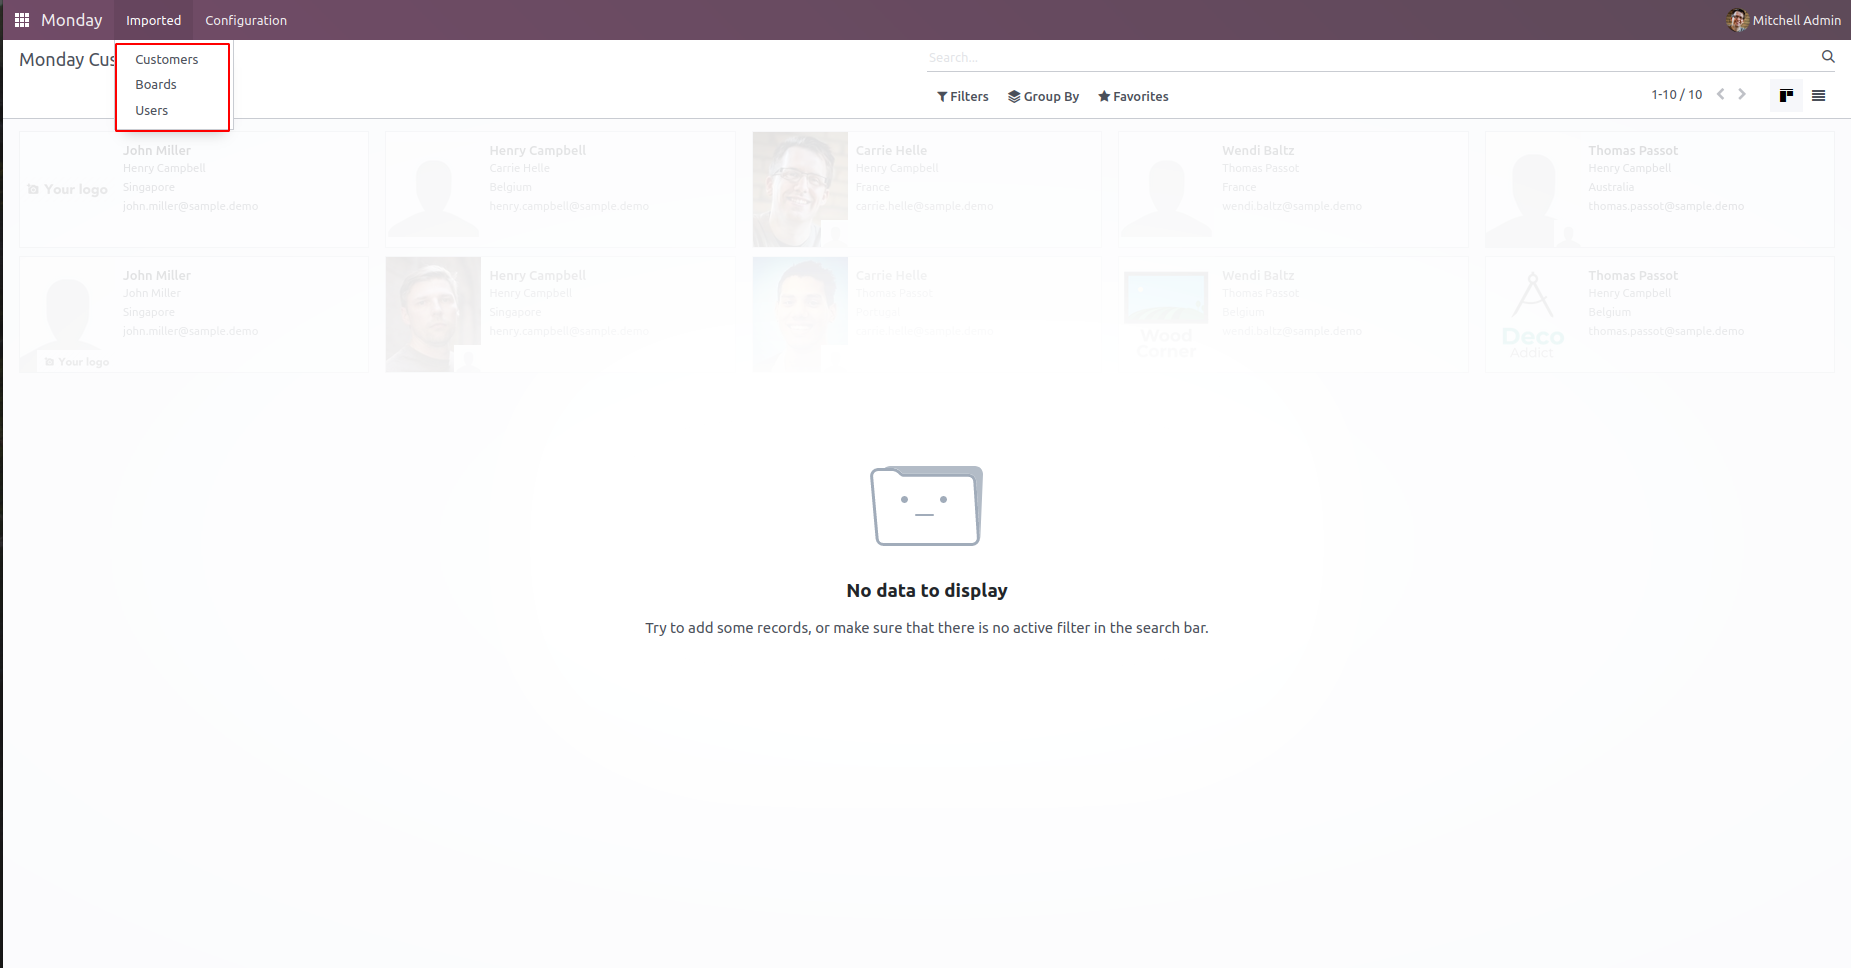 Monday Imported Configuration Mitchell Admin
Monday Cus
Customers
Boards
Users
Search...
Filters Group By Favorites 1-10 / 10
John Miller
Henry Campbell
Singapore
john.miller@sample.demo
Your logo
Henry Campbell
Carrie Helle
Belgium
henry.campbell@sample.demo
Carrie Helle
Henry Campbell
France
carrie.helle@sample.demo
Wendi Baltz
Thomas Passot
France
wendi.baltz@sample.demo
Thomas Passot
Henry Campbell
Australia
thomas.passot@sample.demo
John Miller
John Miller
Singapore
john.miller@sample.demo
Your logo
Henry Campbell
Henry Campbell
Singapore
henry.campbell@sample.demo
Carrie Helle
Thomas Passot
carrie.helle@sample.demo
Wendi Baltz
Thomas Passot
Belgium
wendi.baltz@sample.demo
Wood
Corner
Thomas Passot
Henry Campbell
Belgium
thomas.passot@sample.demo
Deco
Addict
No data to display
Try to add some records, or make sure that there is no active filter in the search bar.